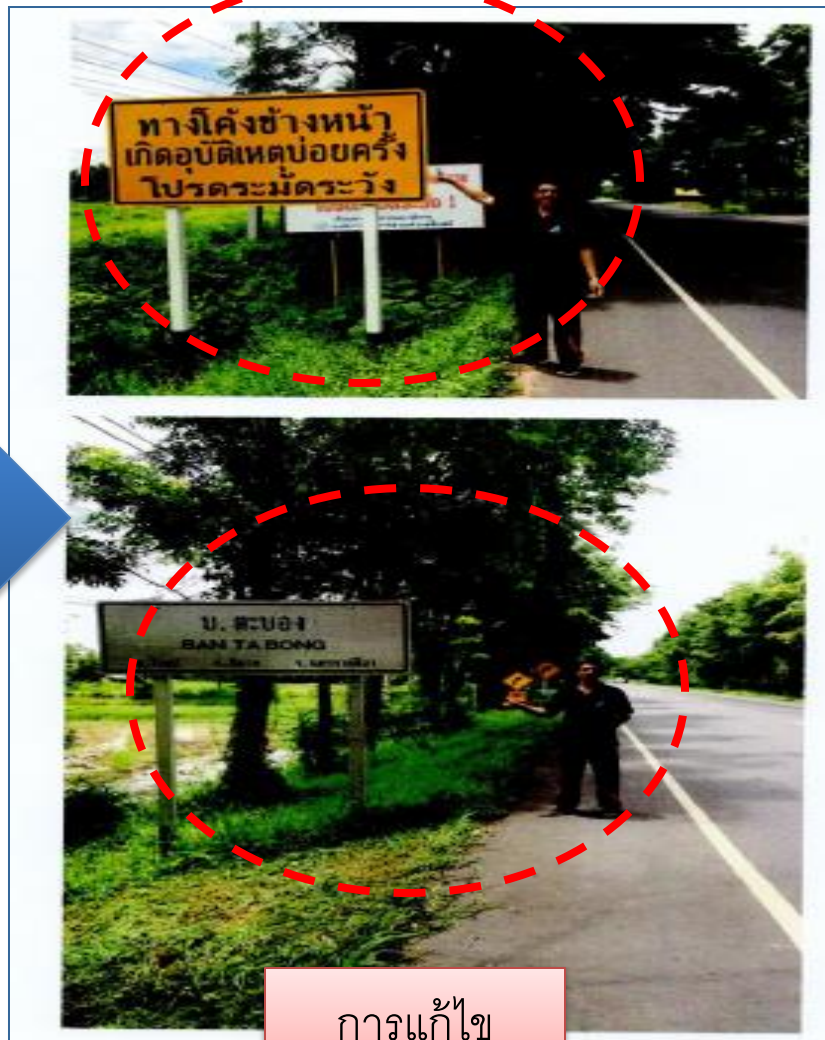 ทางโค้งข้างหน้า
เกิดอุบัติเหตุบ่อยครั้ง
โปรดระมัดระวัง
บ. ตะบอง
BAN TA BONG
การแก้ไข